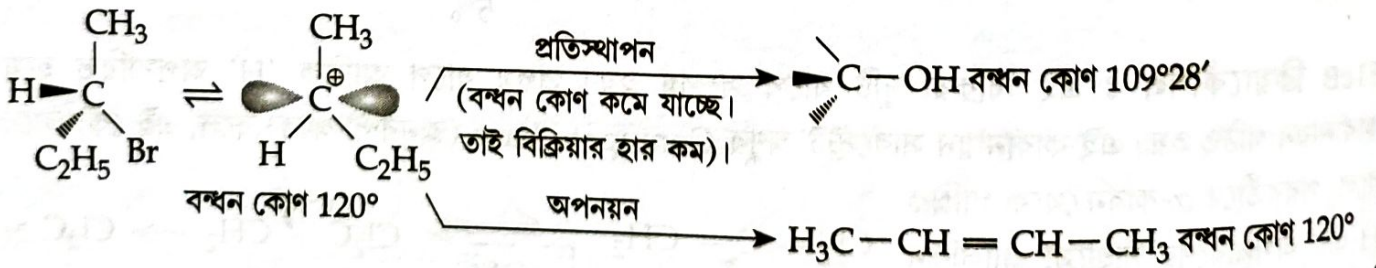 CH₃
H C
C₂H₅ Br
⇌
CH₃
⊕
C
H C₂H₅
বন্ধন কোণ 120°
প্রতিস্থাপন
(বন্ধন কোণ কমে যাচ্ছে।
তাই বিক্রিয়ার হার কম)।
C—OH বন্ধন কোণ 109°28′
অপনয়ন
H₃C—CH=CH—CH₃ বন্ধন কোণ 120°